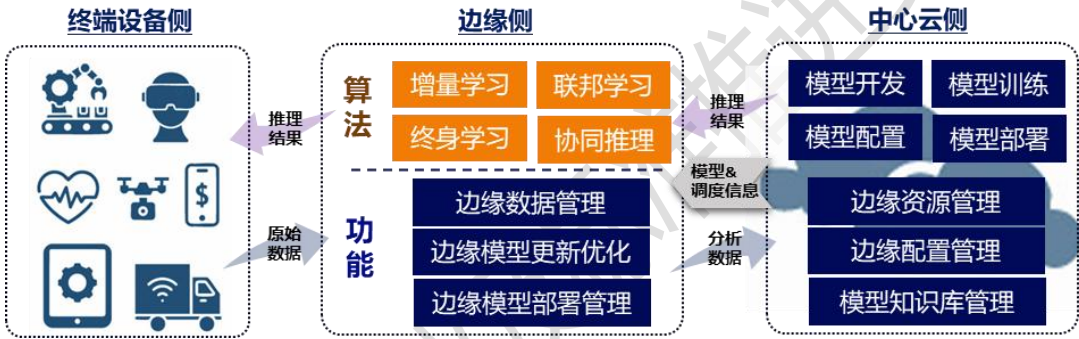 终端设备侧
边缘侧
中心云侧
推理
结果
原始
数据
算
法
增量学习
联邦学习
终身学习
协同推理
功
能
边缘数据管理
边缘模型更新优化
边缘模型部署管理
推理
结果
模型&
调度信息
分析
数据
模型开发
模型训练
模型配置
模型部署
边缘资源管理
边缘配置管理
模型知识库管理
$